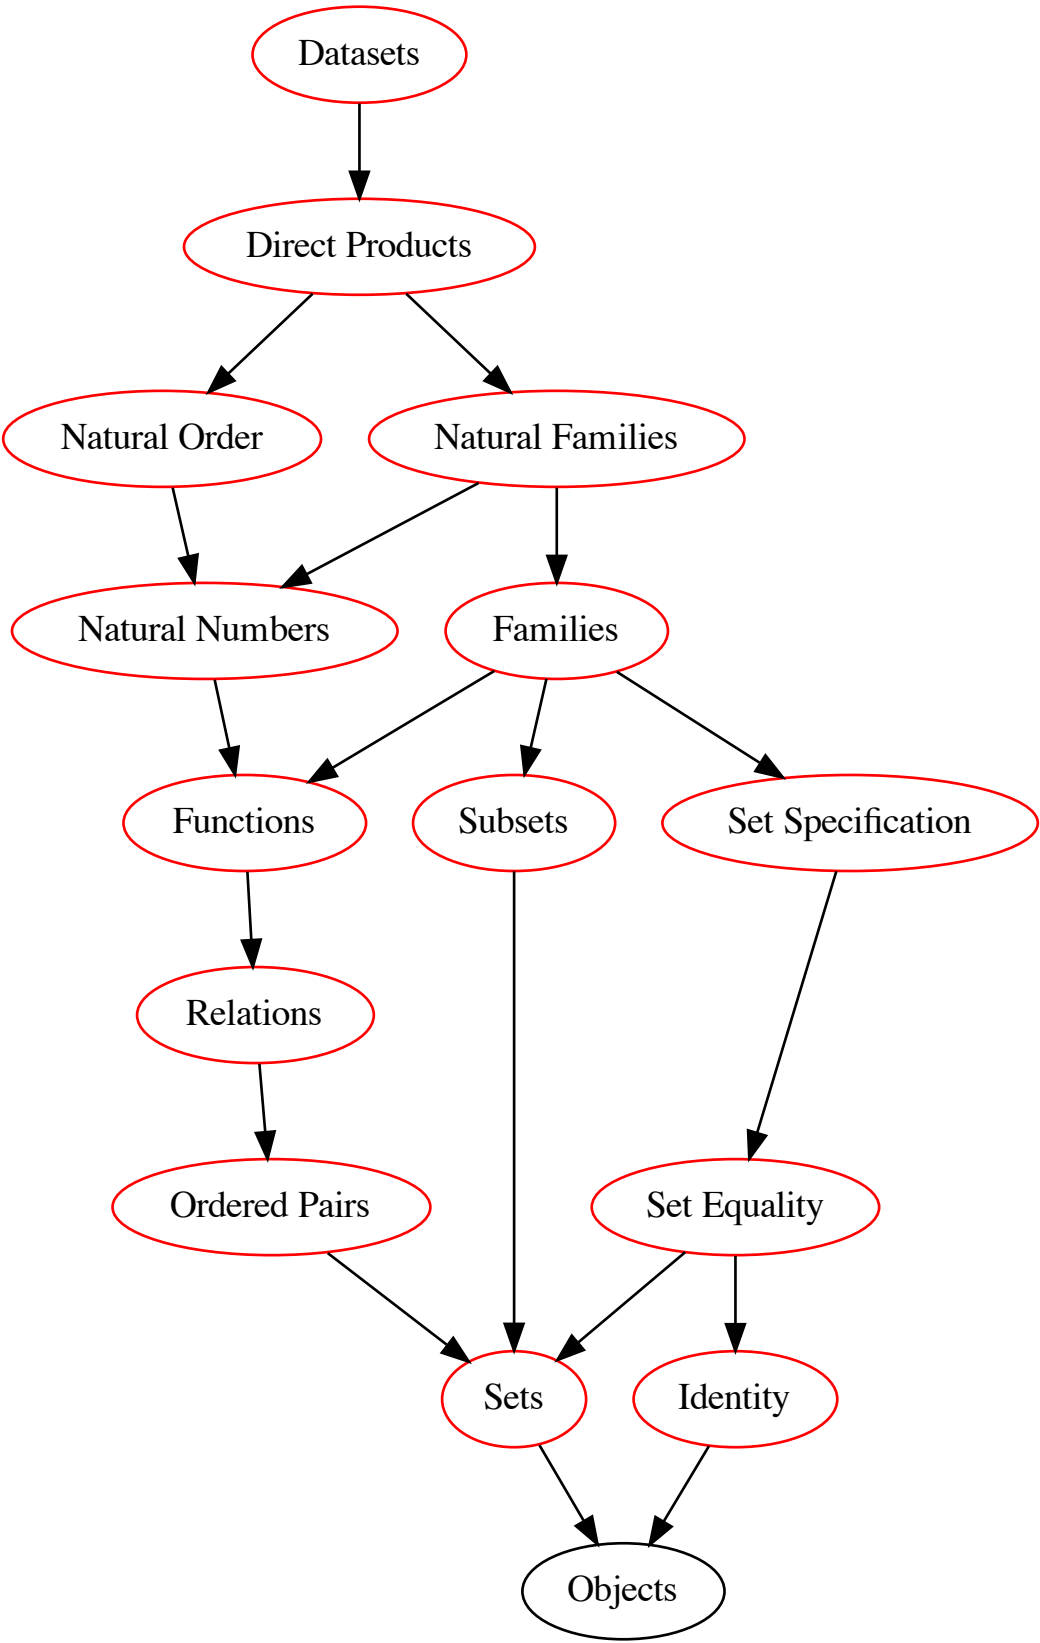 Datasets
Direct Products
Natural Order
Natural Families
Natural Numbers
Families
Functions
Subsets
Set Specification
Relations
Ordered Pairs
Set Equality
Sets
Identity
Objects